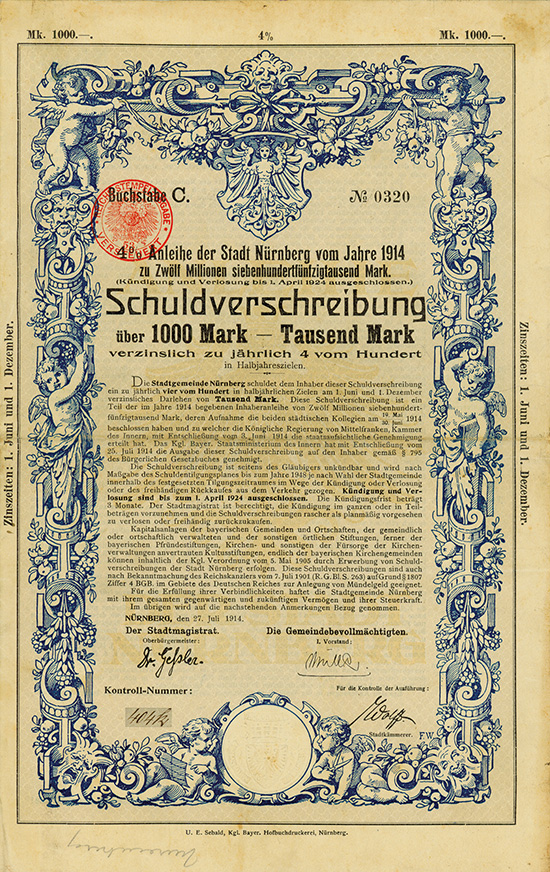 Mk. 1000.—. 4% Mk. 1000.—.
Buchstabe C. № 0320
REICHSTEMPELABGABE
VERSTEUERT
4% Anleihe der Stadt Nürnberg vom Jahre 1914
zu Zwölf Millionen siebenhundertfünfzigtausend Mark.
(Kündigung und Verlosung bis 1. April 1924 ausgeschlossen.)
Schuldverschreibung
über 1000 Mark — Tausend Mark
verzinslich zu jährlich 4 vom Hundert
in Halbjahreszielen.
Die Stadtgemeinde Nürnberg schuldet dem Inhaber dieser Schuldverschreibung
ein zu jährlich vier vom Hundert in halbjährlichen Zielen am 1. Juni und 1. Dezember
verzinsliches Darlehen von Tausend Mark. Diese Schuldverschreibung ist ein
Teil der im Jahre 1914 begebenen Inhaberanleihe von Zwölf Millionen siebenhundert-
fünfzigtausend Mark, deren Aufnahme die beiden städtischen Kollegien am 19. Mai / 30. Juni 1914
beschlossen haben und zu welcher die Königliche Regierung von Mittelfranken, Kammer
des Innern, mit Entschließung vom 3. Juni 1914 die staatsaufsichtliche Genehmigung
erteilt hat. Das Kgl. Bayer. Staatsministerium des Innern hat mit Entschließung vom
25. Juli 1914 die Ausgabe dieser Schuldverschreibung auf den Inhaber gemäß § 795
des Bürgerlichen Gesetzbuches genehmigt.
Die Schuldverschreibung ist seitens des Gläubigers unkündbar und wird nach
Maßgabe des Schuldentilgungsplanes bis zum Jahre 1948 je nach Wahl der Stadtgemeinde
innerhalb des festgesetzten Tilgungszeitraumes im Wege der Kündigung oder Verlosung
oder des freihändigen Rückkaufes aus dem Verkehr gezogen. Kündigung und Ver-
losung sind bis zum 1. April 1924 ausgeschlossen. Die Kündigungsfrist beträgt
3 Monate. Der Stadtmagistrat ist berechtigt, die Kündigung im ganzen oder in Teil-
beträgen vorzunehmen und die Schuldverschreibungen rascher als planmäßig vorgesehen
zu verlosen oder freihändig zurückzukaufen.
Kapitalsanlagen der bayerischen Gemeinden und Ortschaften, der gemeindlich
oder ortschaftlich verwalteten und der sonstigen örtlichen Stiftungen, ferner der
bayerischen Pfründestiftungen, Kirchen- und sonstigen der Fürsorge der Kirchen-
verwaltungen anvertrauten Kultusstiftungen, endlich der bayerischen Kirchengemeinden
können inhaltlich der Kgl. Verordnung vom 5. Mai 1905 durch Erwerbung von Schuld-
verschreibungen der Stadt Nürnberg erfolgen. Diese Schuldverschreibungen sind auch
nach Bekanntmachung des Reichskanzlers vom 7. Juli 1901 (R. G. Bl. S. 263) auf Grund § 1807
Ziffer 4 BGB. im Gebiete des Deutschen Reiches zur Anlegung von Mündelgeld geeignet.
Für die Erfüllung ihrer Verbindlichkeiten haftet die Stadtgemeinde Nürnberg
mit ihrem gesamten gegenwärtigen und zukünftigen Vermögen und ihrer Steuerkraft.
Im übrigen wird auf die nachstehenden Anmerkungen Bezug genommen.
NÜRNBERG, den 27. Juli 1914.
Der Stadtmagistrat. Die Gemeindebevollmächtigten.
Oberbürgermeister: I. Vorstand:
Dr. Geßler.
Kontroll-Nummer: Für die Kontrolle der Ausführung:
Stadtkämmerer. F W
U. E. Sebald, Kgl. Bayer. Hofbuchdruckerei, Nürnberg.
Zinszeiten: 1. Juni und 1. Dezember.
Zinszeiten: 1. Juni und 1. Dezember.